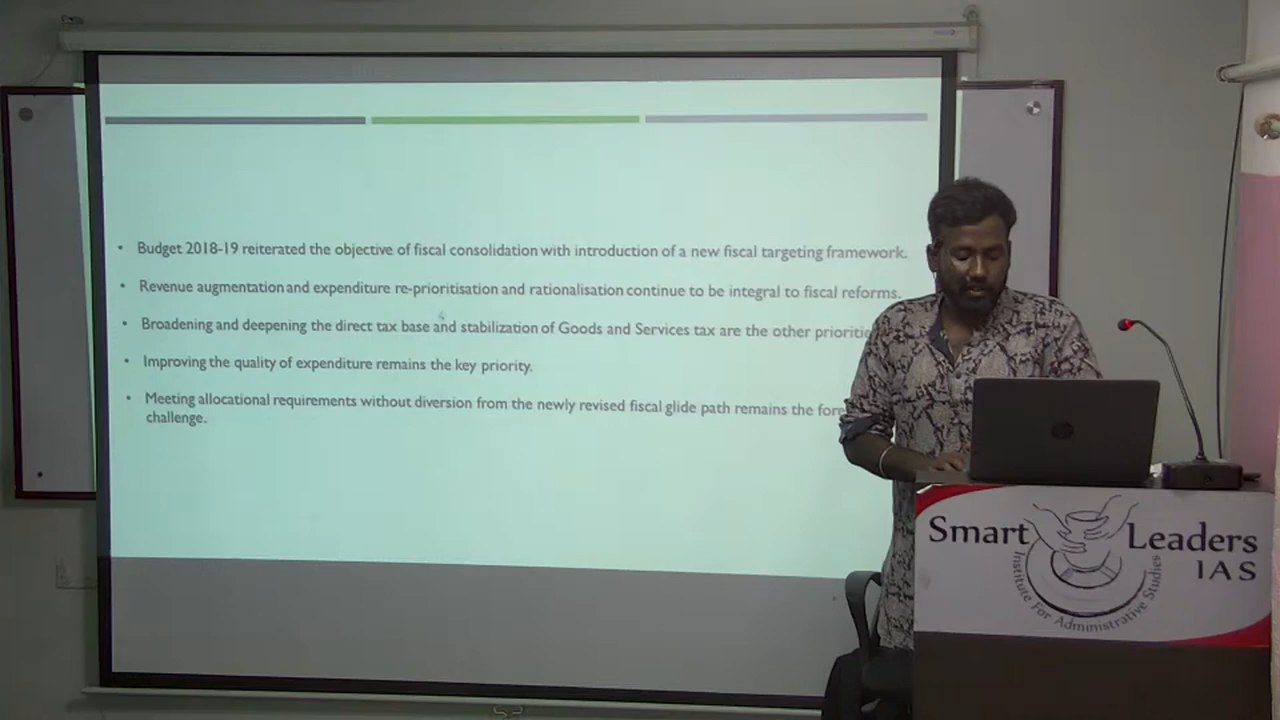 • Budget 2018-19 reiterated the objective of fiscal consolidation with introduction of a new fiscal targeting framework.
• Revenue augmentation and expenditure re-prioritisation and rationalisation continue to be integral to fiscal reforms.
• Broadening and deepening the direct tax base and stabilization of Goods and Services tax are the other
• Improving the quality of expenditure remains the key priority.
• Meeting allocational requirements without diversion from the newly revised fiscal glide path remains the
challenge.
Smart Leaders
IAS
Institute For Administrative Studies
hp